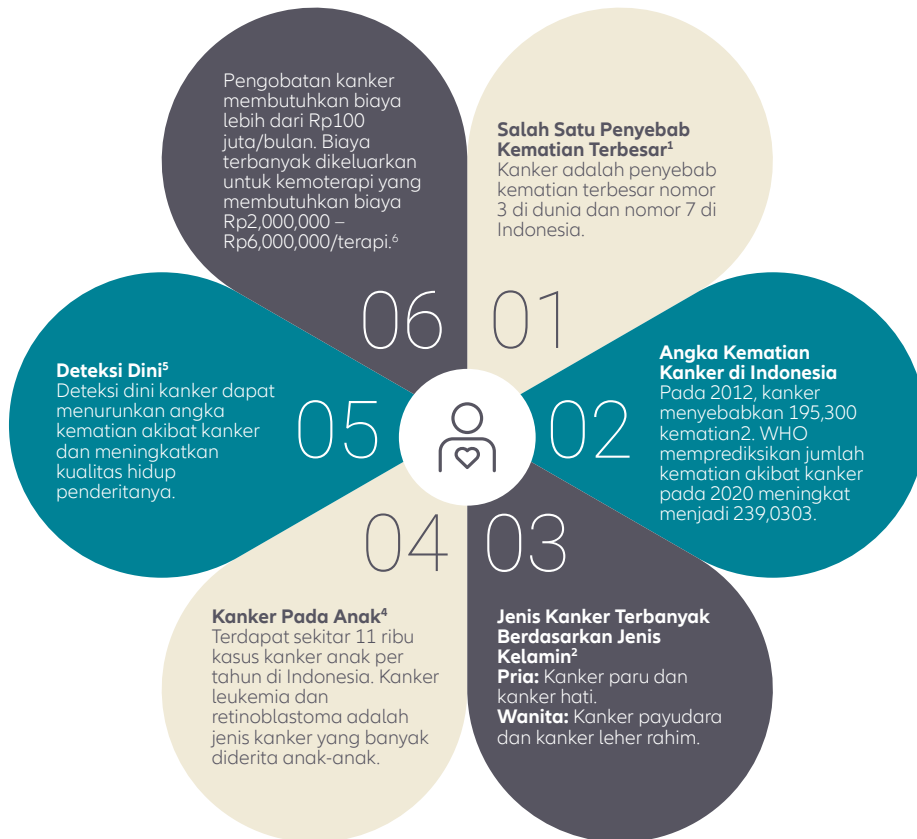 Salah Satu Penyebab
Kematian Terbesar¹
Kanker adalah penyebab
kematian terbesar nomor
3 di dunia dan nomor 7 di
Indonesia.
01
Angka Kematian
Kanker di Indonesia
Pada 2012, kanker
menyebabkan 195,300
kematian2. WHO
memprediksikan jumlah
kematian akibat kanker
pada 2020 meningkat
menjadi 239,0303.
02
03
Jenis Kanker Terbanyak
Berdasarkan Jenis
Kelamin²
Pria: Kanker paru dan
kanker hati.
Wanita: Kanker payudara
dan kanker leher rahim.
04
Kanker Pada Anak⁴
Terdapat sekitar 11 ribu
kasus kanker anak per
tahun di Indonesia. Kanker
leukemia dan
retinoblastoma adalah
jenis kanker yang banyak
diderita anak-anak.
Deteksi Dini⁵
Deteksi dini kanker dapat
menurunkan angka
kematian akibat kanker
dan meningkatkan
kualitas hidup
penderitanya.
05
Pengobatan kanker
membutuhkan biaya
lebih dari Rp100
juta/bulan. Biaya
terbanyak dikeluarkan
untuk kemoterapi yang
membutuhkan biaya
Rp2,000,000 –
Rp6,000,000/terapi.⁶
06